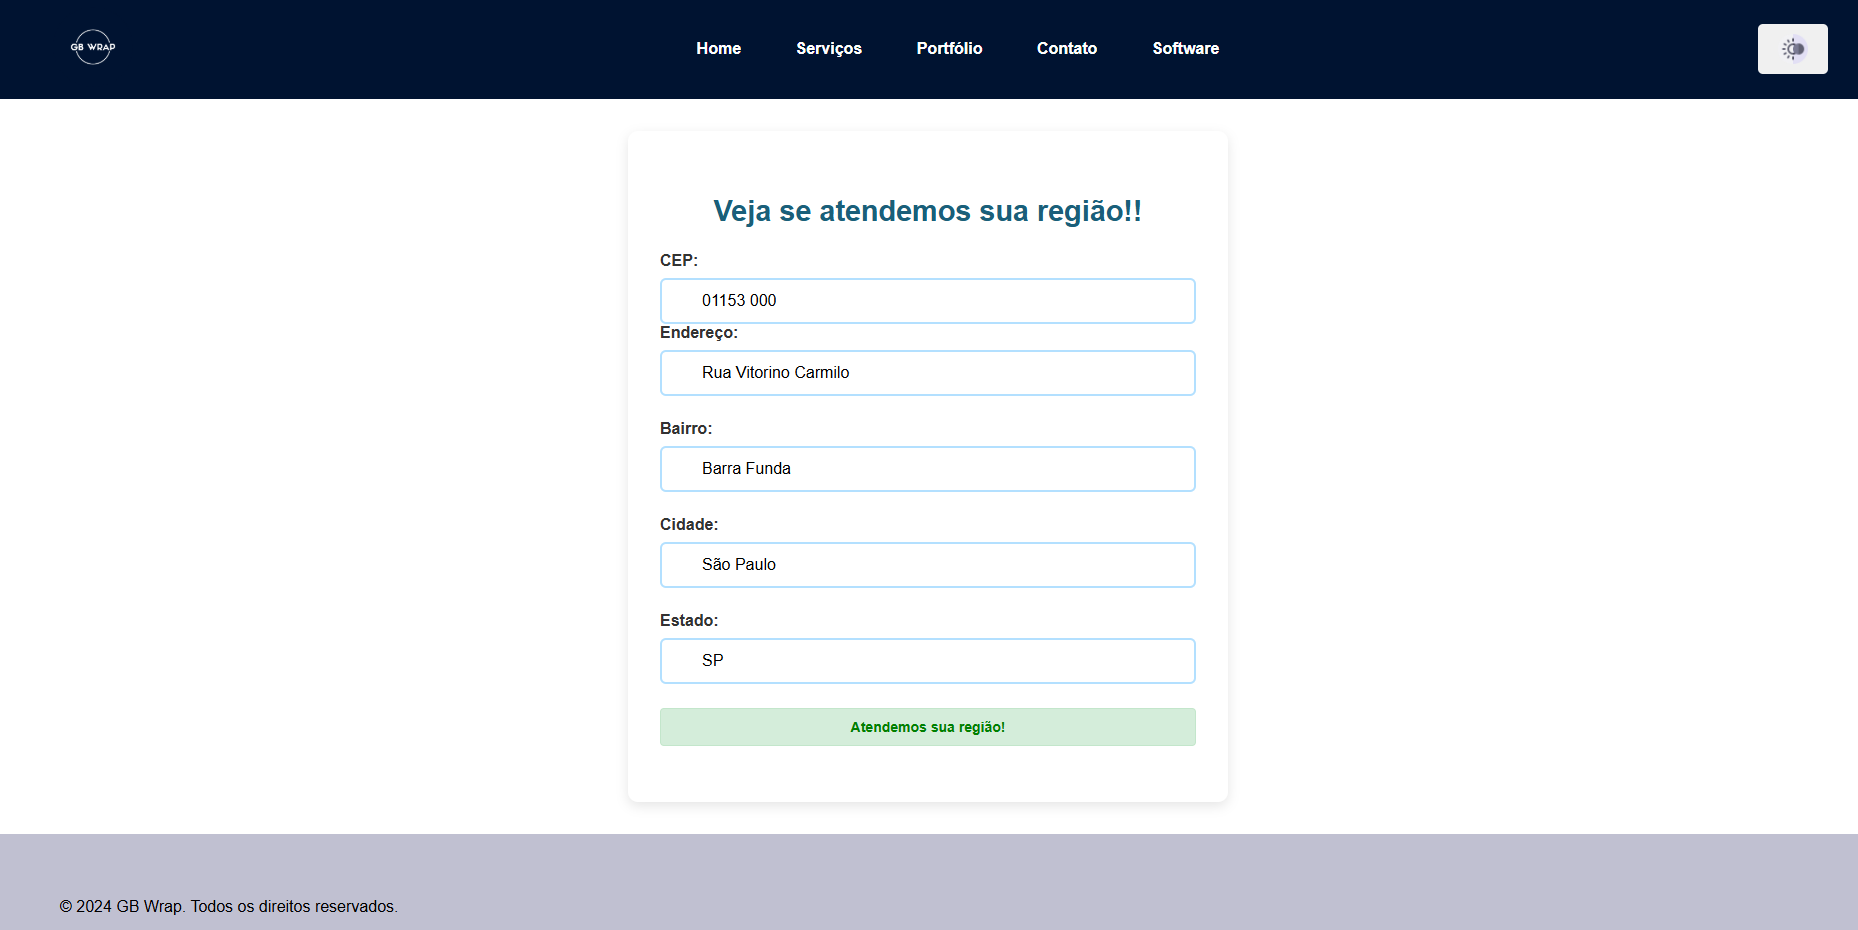 GB WRAP
Home Serviços Portfólio Contato Software
Veja se atendemos sua região!!
CEP:
01153 000
Endereço:
Rua Vitorino Carmilo
Bairro:
Barra Funda
Cidade:
São Paulo
Estado:
SP
Atendemos sua região!
© 2024 GB Wrap. Todos os direitos reservados.